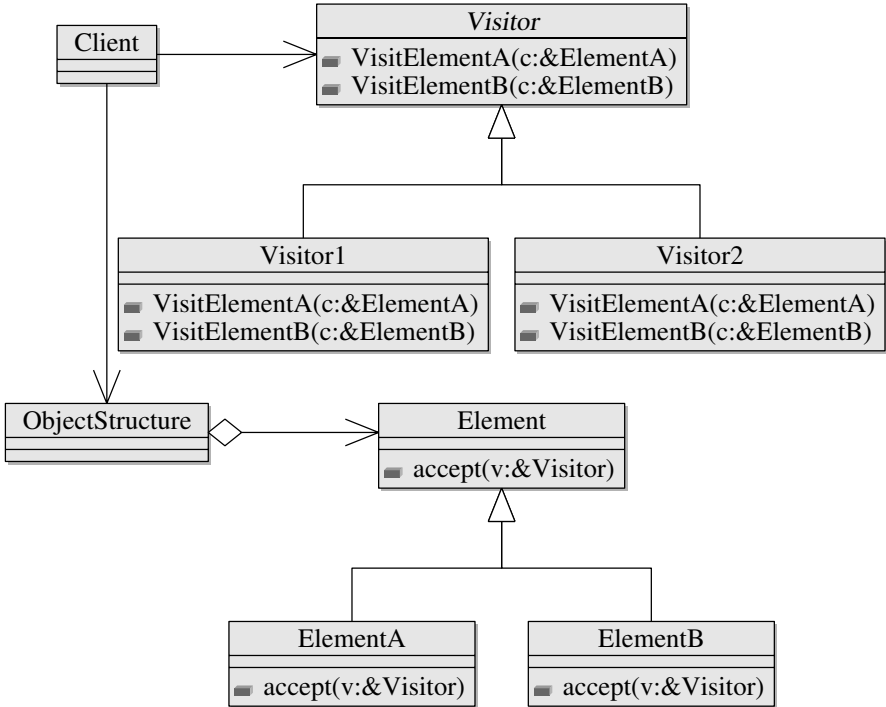 Client
Visitor
VisitElementA(c:&ElementA)
VisitElementB(c:&ElementB)
Visitor1
VisitElementA(c:&ElementA)
VisitElementB(c:&ElementB)
Visitor2
VisitElementA(c:&ElementA)
VisitElementB(c:&ElementB)
ObjectStructure
Element
accept(v:&Visitor)
ElementA
accept(v:&Visitor)
ElementB
accept(v:&Visitor)